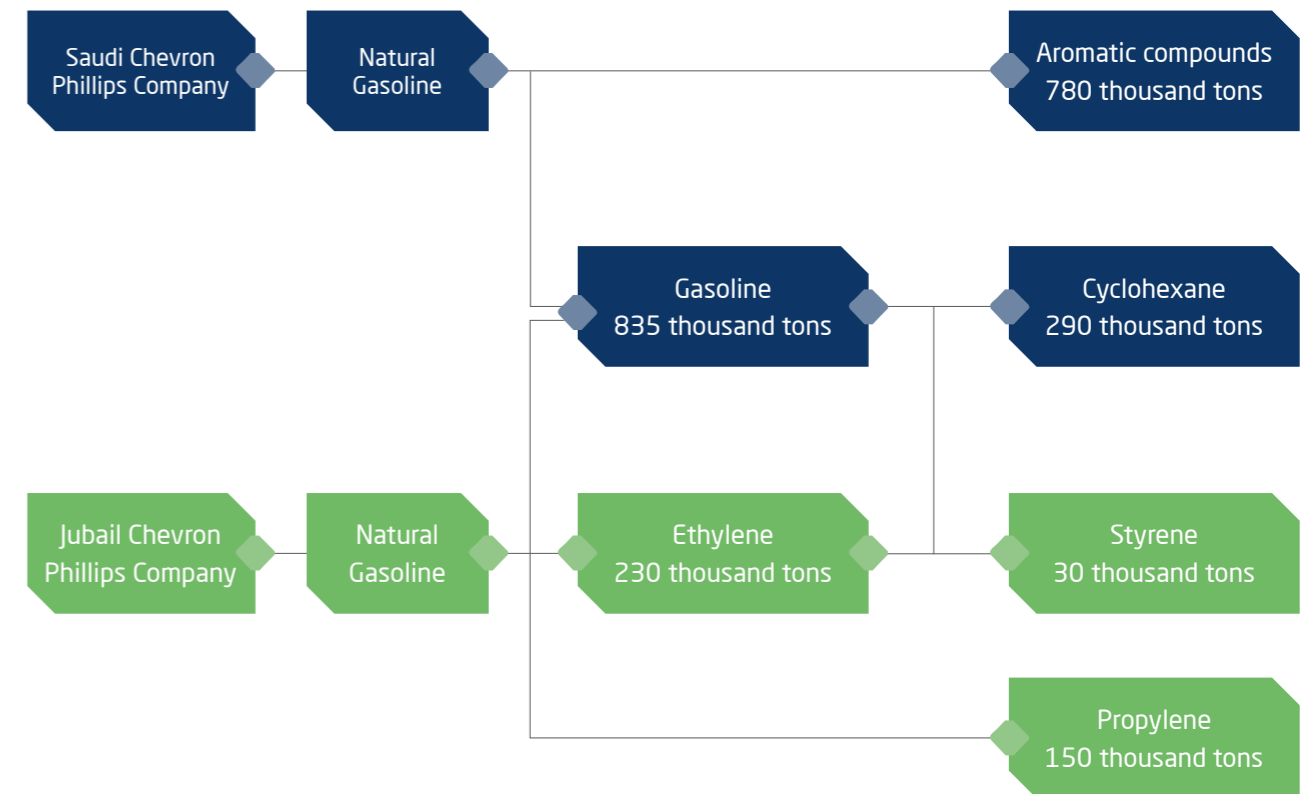 Saudi Chevron
Phillips Company
Natural
Gasoline
Aromatic compounds
780 thousand tons
Gasoline
835 thousand tons
Cyclohexane
290 thousand tons
Jubail Chevron
Phillips Company
Natural
Gasoline
Ethylene
230 thousand tons
Styrene
30 thousand tons
Propylene
150 thousand tons